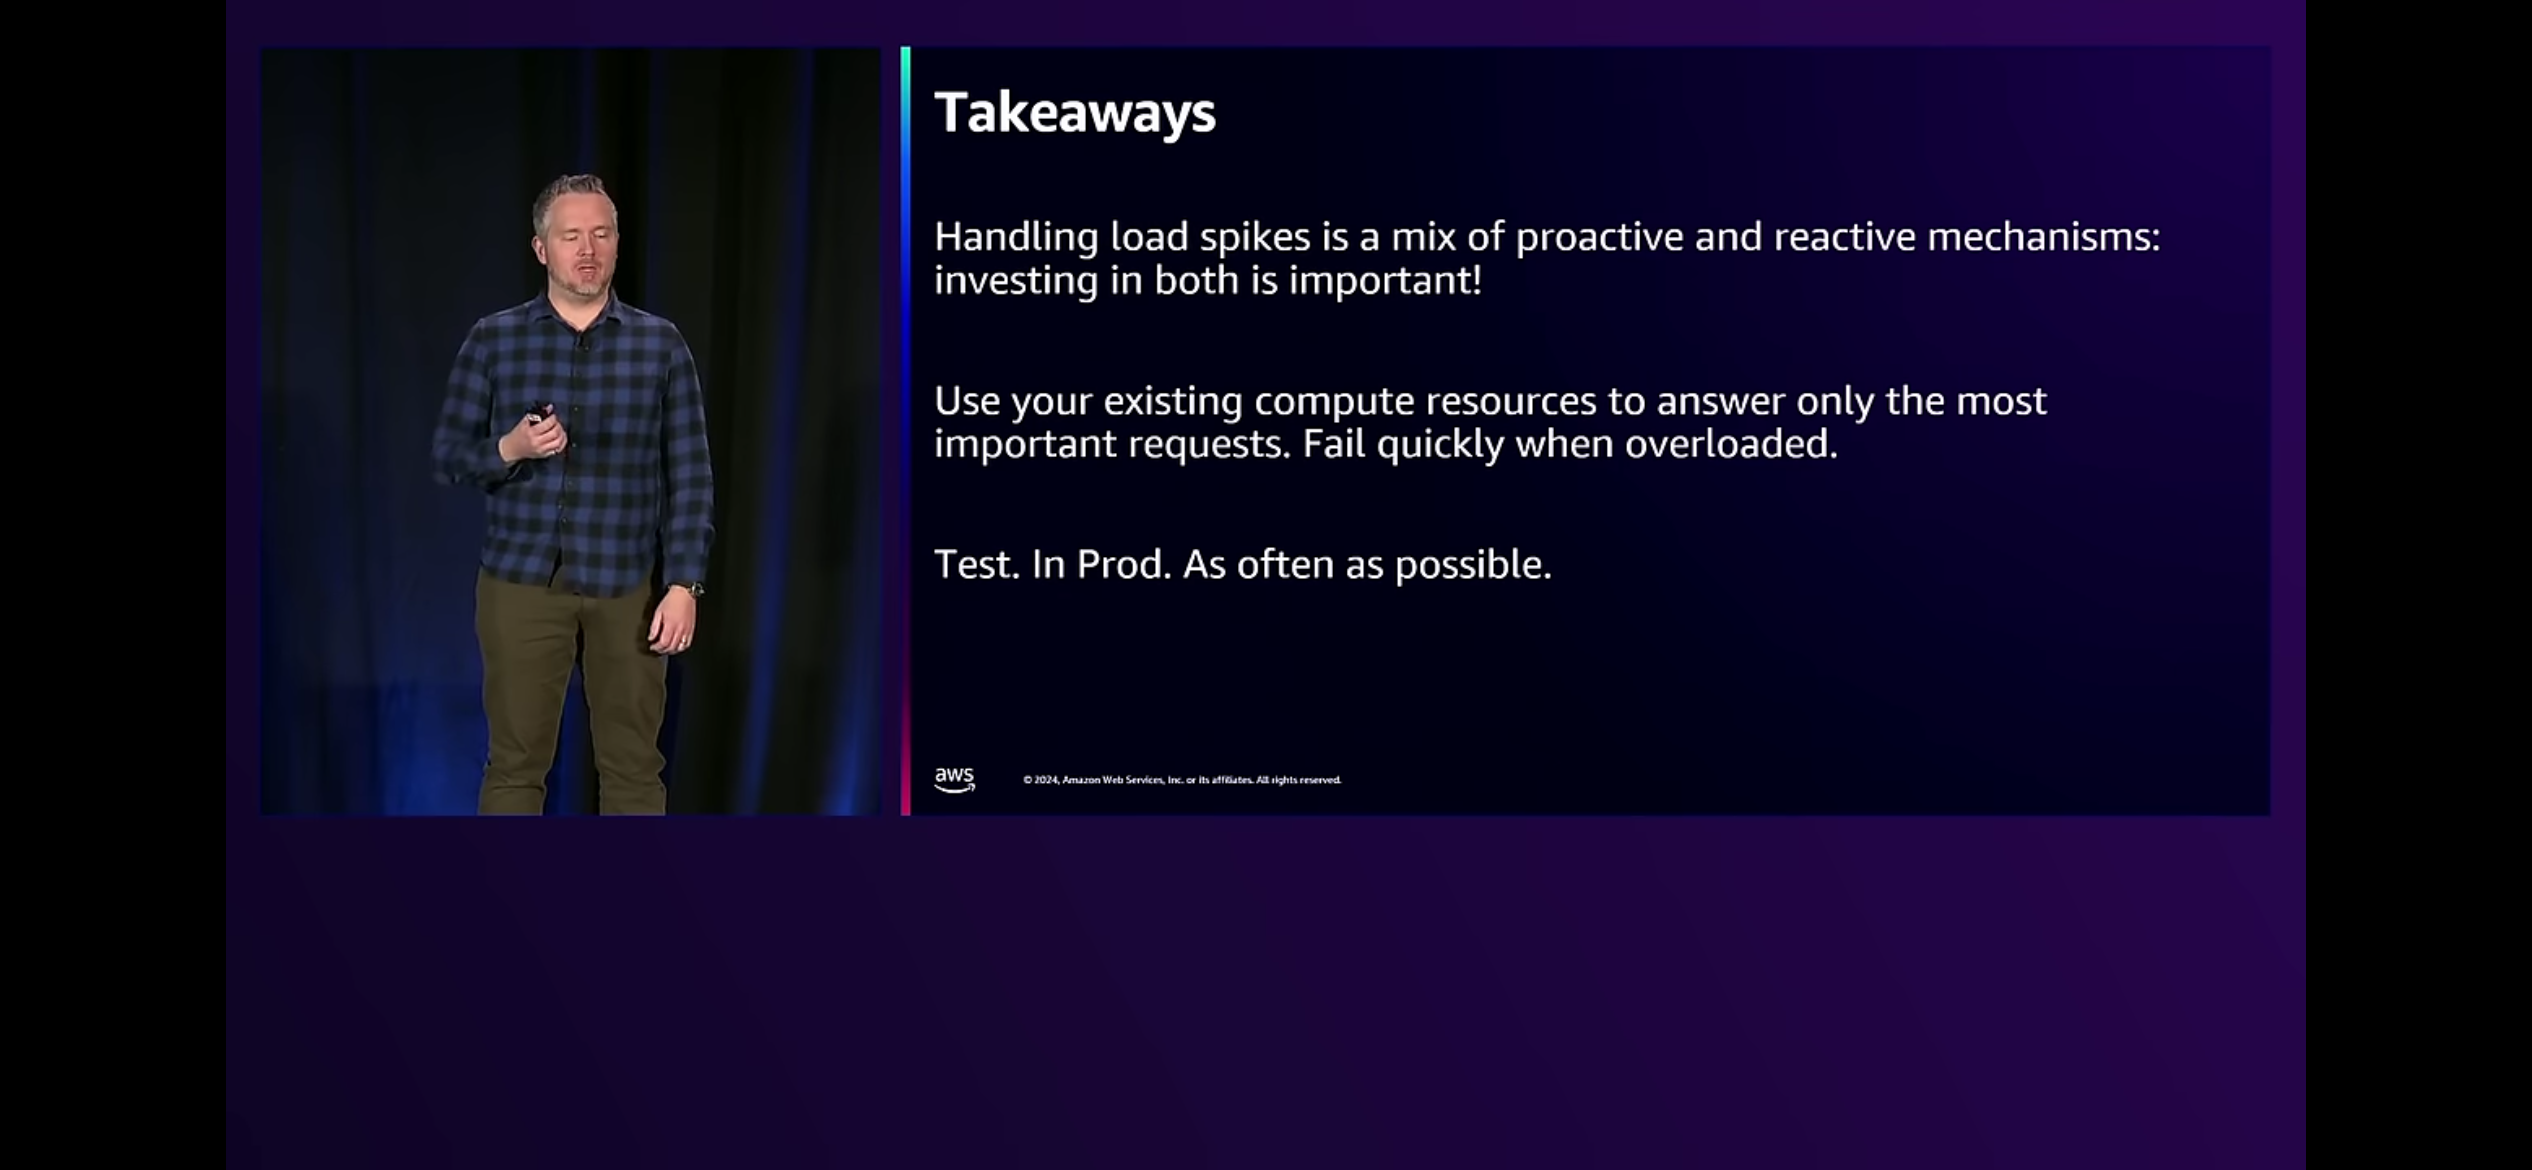 Takeaways
Handling load spikes is a mix of proactive and reactive mechanisms:
investing in both is important!
Use your existing compute resources to answer only the most
important requests. Fail quickly when overloaded.
Test. In Prod. As often as possible.
aws
© 2024, Amazon Web Services, Inc. or its affiliates. All rights reserved.